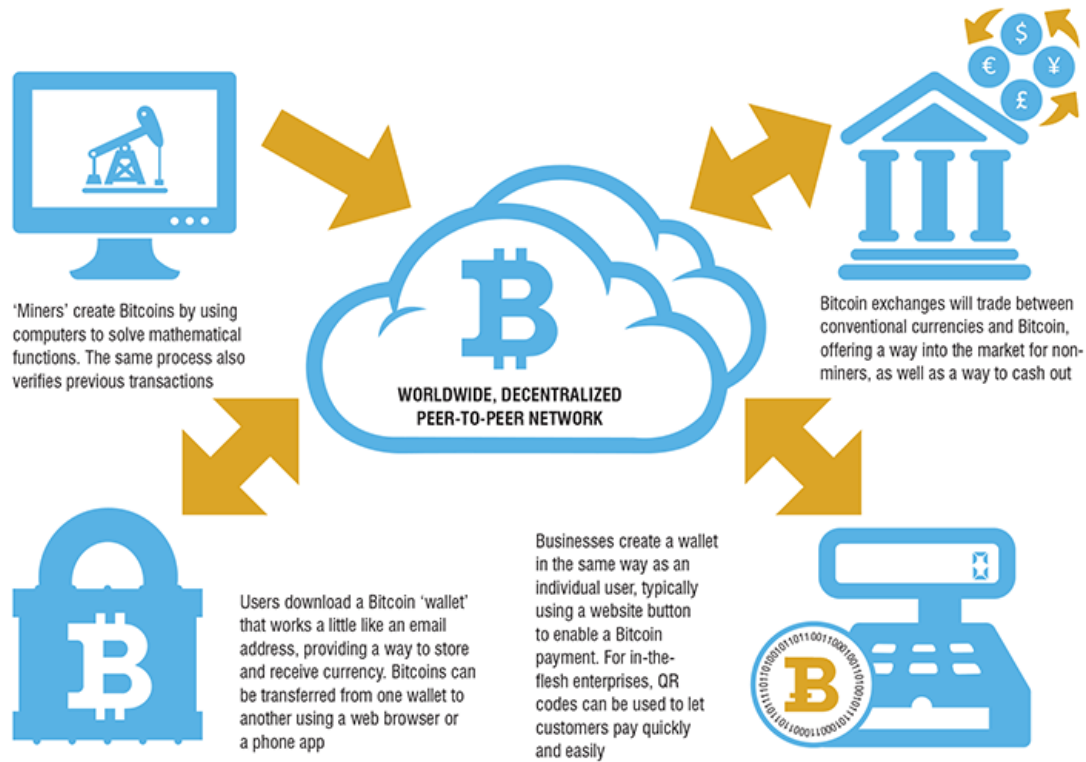 $
€ ¥
£
'Miners' create Bitcoins by using
computers to solve mathematical
functions. The same process also
verifies previous transactions
Bitcoin exchanges will trade between
conventional currencies and Bitcoin,
offering a way into the market for non-
miners, as well as a way to cash out
WORLDWIDE, DECENTRALIZED
PEER-TO-PEER NETWORK
Users download a Bitcoin 'wallet'
that works a little like an email
address, providing a way to store
and receive currency. Bitcoins can
be transferred from one wallet to
another using a web browser or
a phone app
Businesses create a wallet
in the same way as an
individual user, typically
using a website button
to enable a Bitcoin
payment. For in-the-
flesh enterprises, QR
codes can be used to let
customers pay quickly
and easily
0